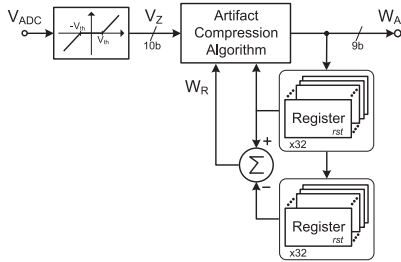 V_ADC
-V_th
V_th
V_Z
10b
Artifact
Compression
Algorithm
W_A
9b
W_R
Register
rst
x32
+
Σ
−
Register
rst
x32